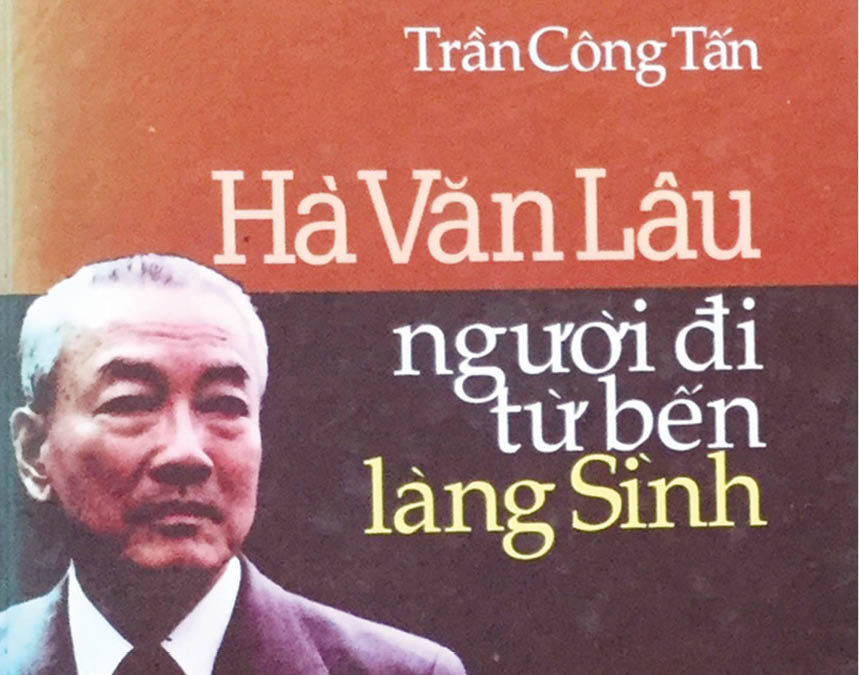 Trần Công Tấn
Hà Văn Lâu
người đi
từ bến
làng Sình